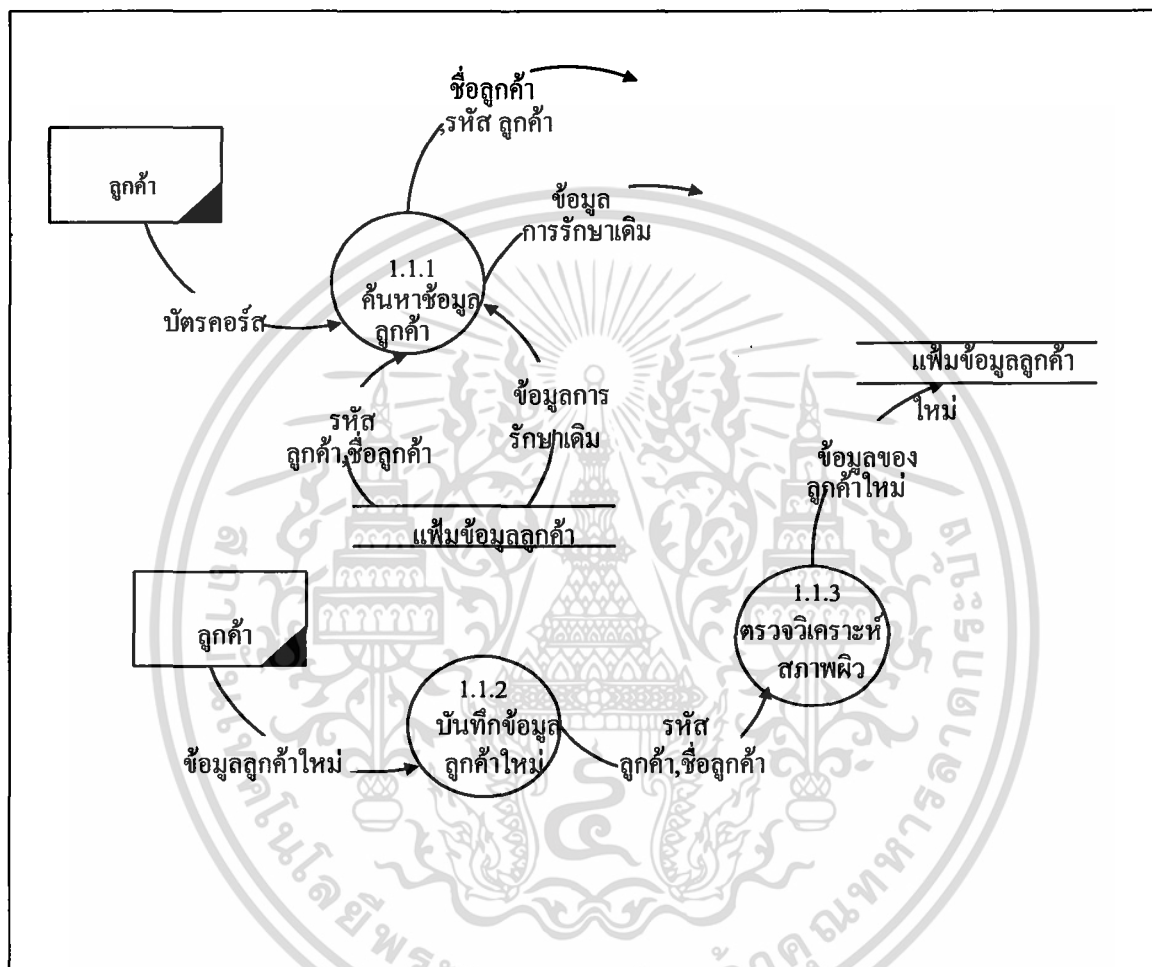 ชื่อลูกค้า
,รหัส ลูกค้า
ลูกค้า
ข้อมูล
การรักษาเดิม
1.1.1
ค้นหาช้อมูล
ลูกค้า
บัตรคอร์ส
แฟ้มข้อมูลลูกค้า
ใหม่
ข้อมูลการ
รักษาเดิม
รหัส
ลูกค้า,ชื่อลูกค้า
ข้อมูลของ
ลูกค้าใหม่
แฟ้มข้อมูลลูกค้า
1.1.3
ตรวจวิเคราะห์
สภาพผิว
ลูกค้า
1.1.2
บันทึกข้อมูล
ลูกค้าใหม่
รหัส
ลูกค้า,ชื่อลูกค้า
ข้อมูลลูกค้าใหม่